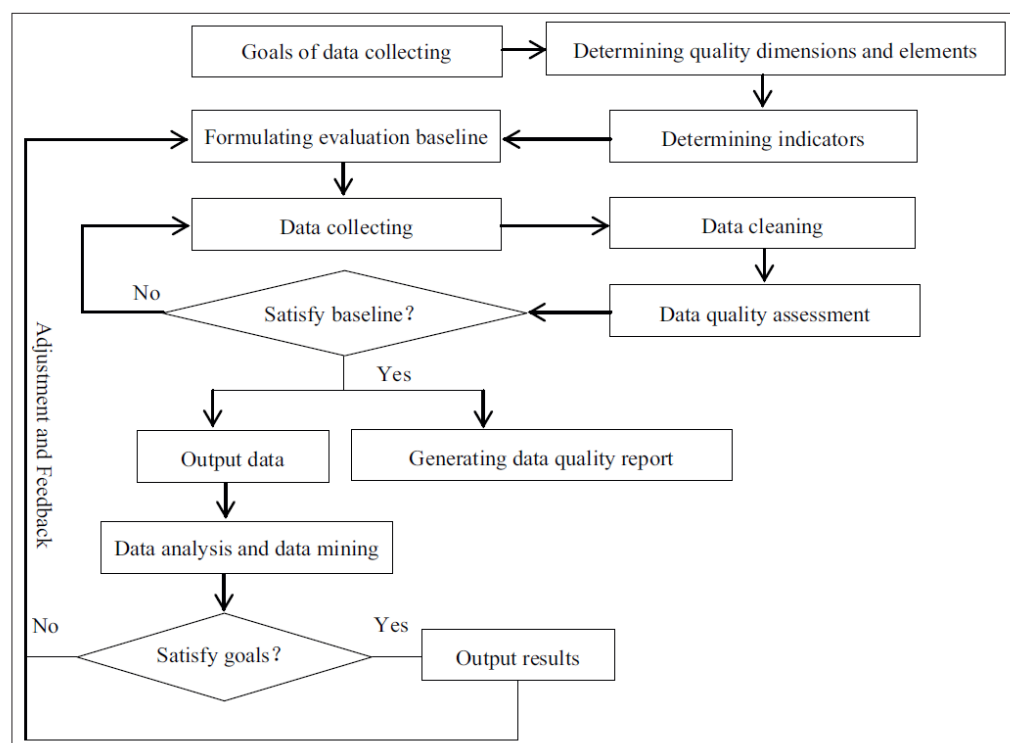 Goals of data collecting
Determining quality dimensions and elements
Formulating evaluation baseline
Determining indicators
Data collecting
Data cleaning
No
Satisfy baseline？
Data quality assessment
Yes
Output data
Generating data quality report
Adjustment and Feedback
Data analysis and data mining
No
Satisfy goals？
Yes
Output results